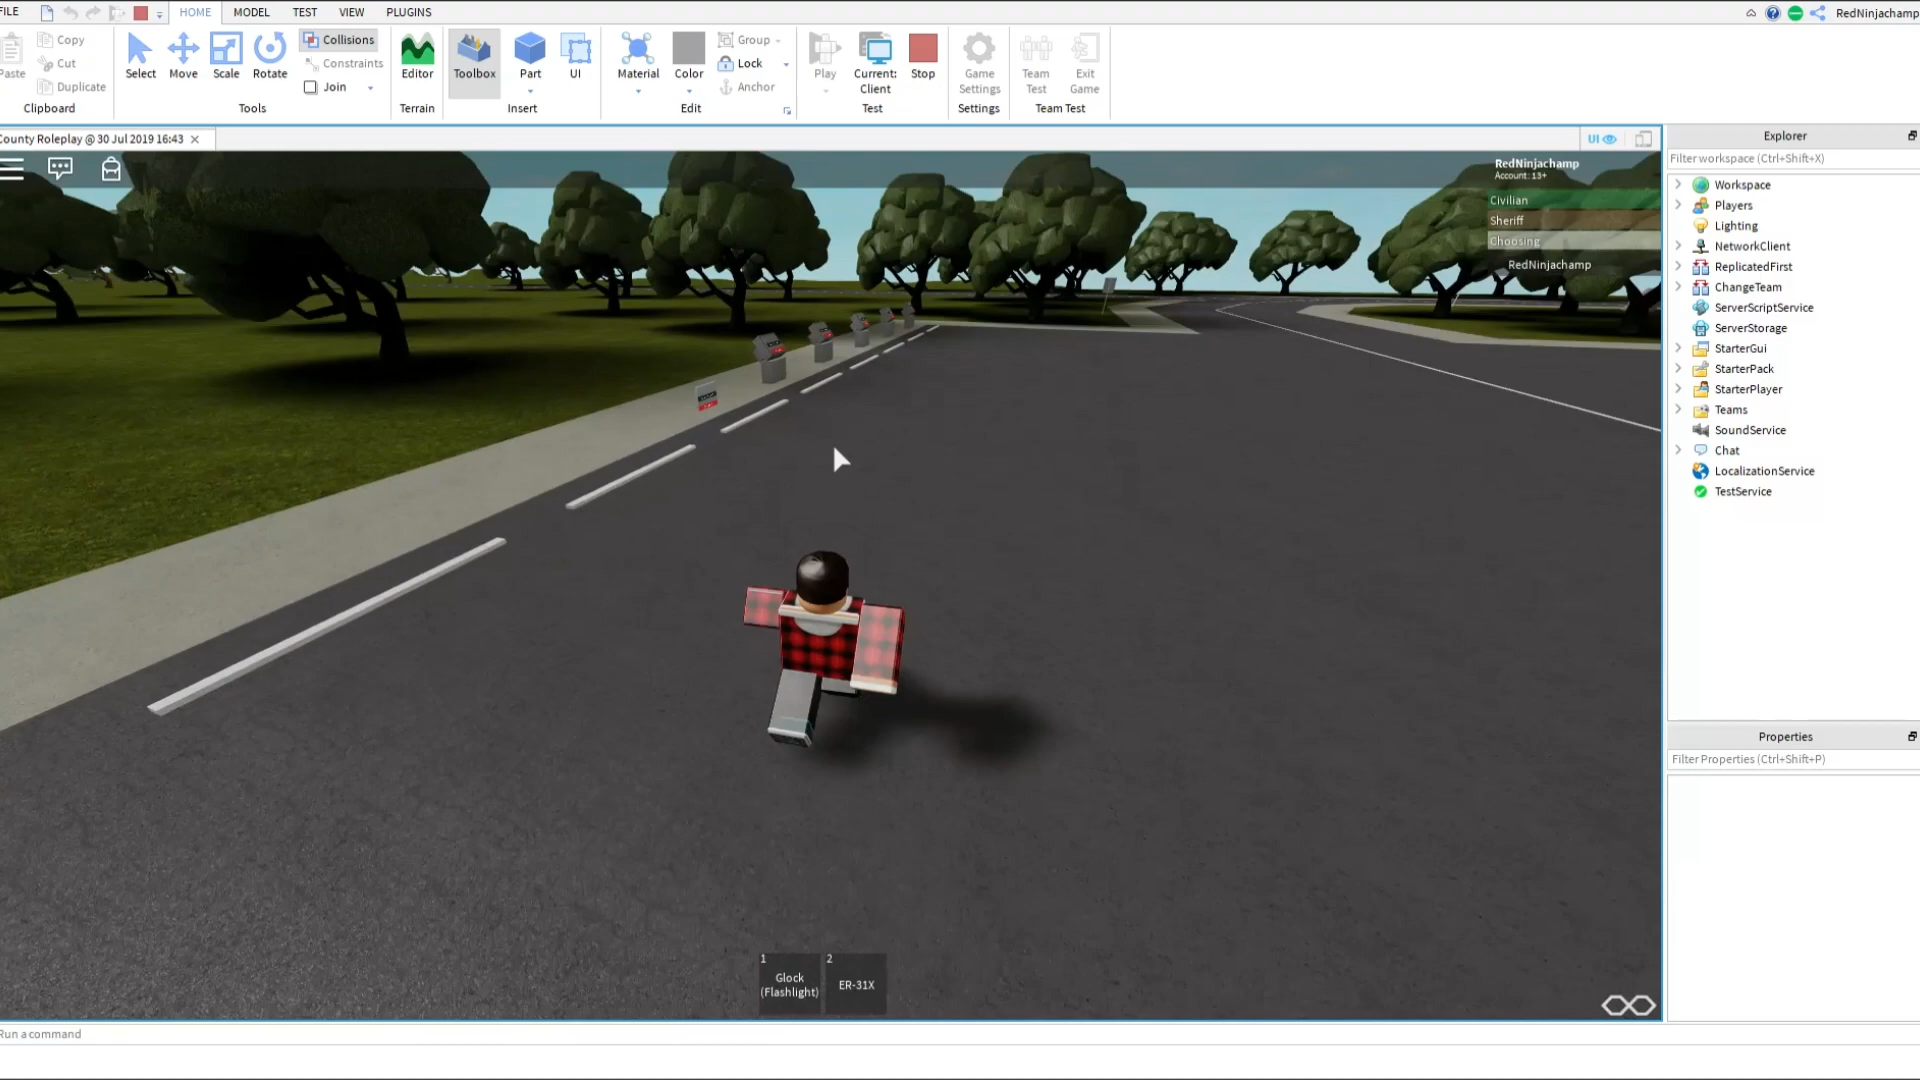 FILE
HOME
MODEL
TEST
VIEW
PLUGINS
RedNinjachamp
Paste
Copy
Cut
Duplicate
Clipboard
Select
Move
Scale
Rotate
Collisions
Constraints
Join
Tools
Editor
Terrain
Toolbox
Part
UI
Insert
Material
Color
Group
Lock
Anchor
Edit
Play
Current:
Client
Stop
Test
Game
Settings
Settings
Team
Test
Exit
Game
Team Test
County Roleplay @ 30 Jul 2019 16:43
UI
RedNinjachamp
Account: 13+
Civilian
Sheriff
Choosing
RedNinjachamp
Explorer
Filter workspace (Ctrl+Shift+X)
Workspace
Players
Lighting
NetworkClient
ReplicatedFirst
ChangeTeam
ServerScriptService
ServerStorage
StarterGui
StarterPack
StarterPlayer
Teams
SoundService
Chat
LocalizationService
TestService
Properties
Filter Properties (Ctrl+Shift+P)
1
Glock
(Flashlight)
2
ER-31X
Run a command